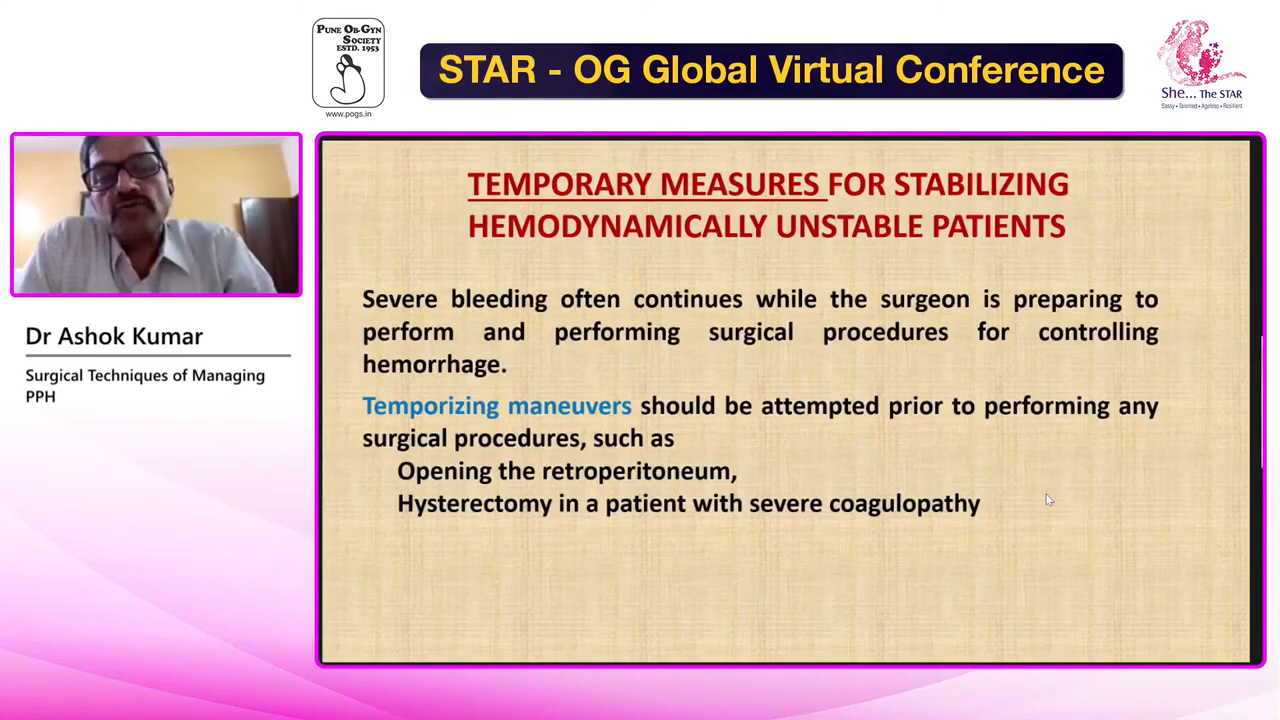 PUNE OB-GYN
SOCIETY
ESTD. 1953
www.pogs.in
STAR - OG Global Virtual Conference
She... The STAR
Sassy • Talented • Ageless • Resilient
Dr Ashok Kumar
Surgical Techniques of Managing
PPH
TEMPORARY MEASURES FOR STABILIZING
HEMODYNAMICALLY UNSTABLE PATIENTS
Severe bleeding often continues while the surgeon is preparing to
perform and performing surgical procedures for controlling
hemorrhage.
Temporizing maneuvers should be attempted prior to performing any
surgical procedures, such as
Opening the retroperitoneum,
Hysterectomy in a patient with severe coagulopathy